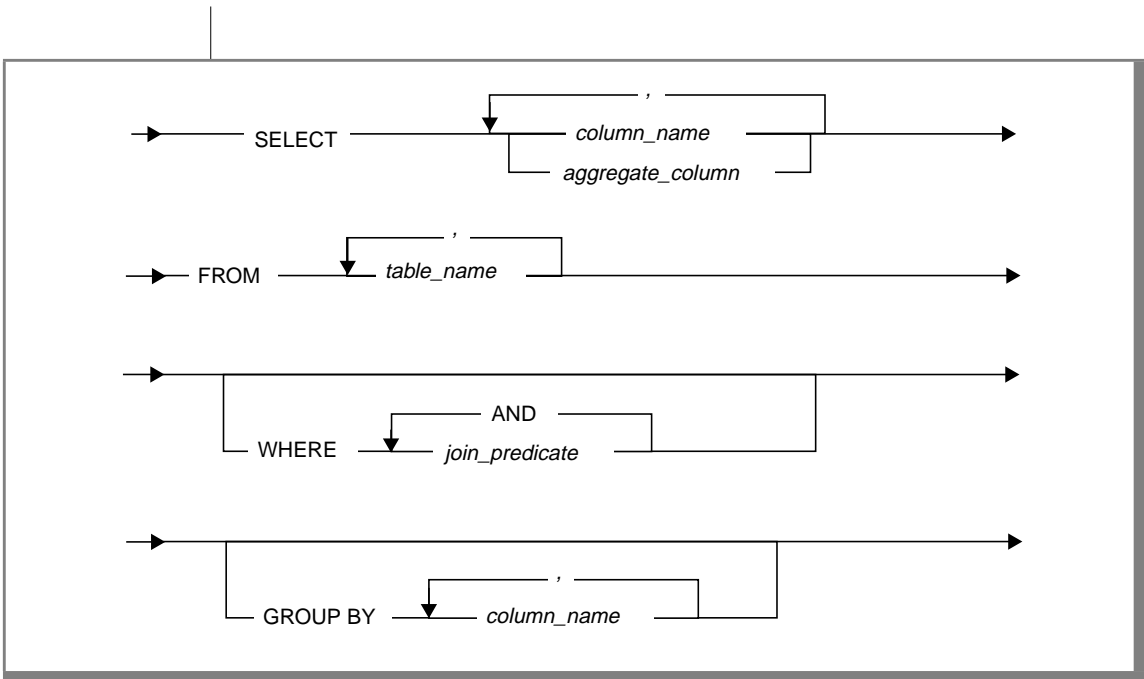 ,
SELECT column_name
aggregate_column
,
FROM table_name
AND
WHERE join_predicate
,
GROUP BY column_name